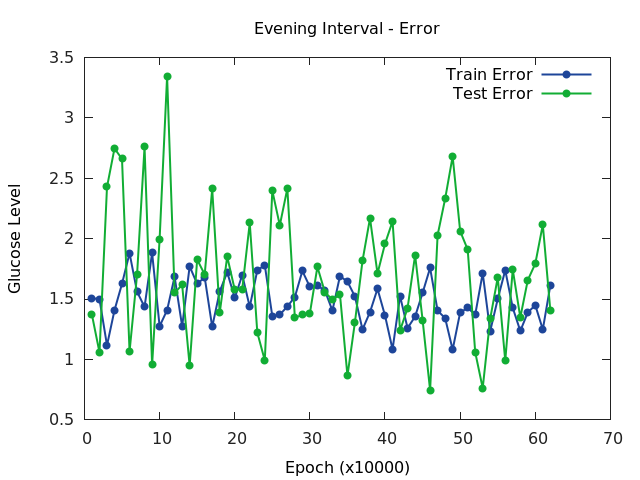 Evening Interval - Error
Train Error
Test Error
Glucose Level
3.5
3
2.5
2
1.5
1
0.5
0 10 20 30 40 50 60 70
Epoch (x10000)